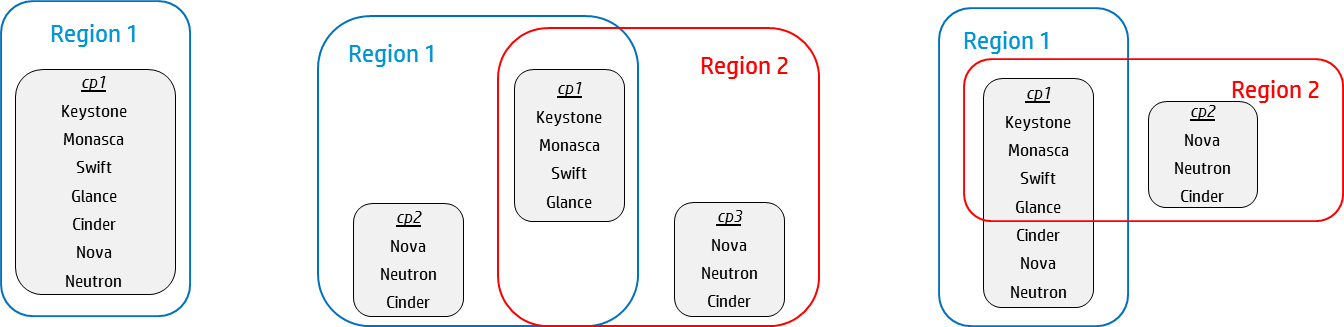 Region 1
cp1
Keystone
Monasca
Swift
Glance
Cinder
Nova
Neutron
Region 1
Region 2
cp1
Keystone
Monasca
Swift
Glance
cp2
Nova
Neutron
Cinder
cp3
Nova
Neutron
Cinder
Region 1
Region 2
cp1
Keystone
Monasca
Swift
Glance
Cinder
Nova
Neutron
cp2
Nova
Neutron
Cinder